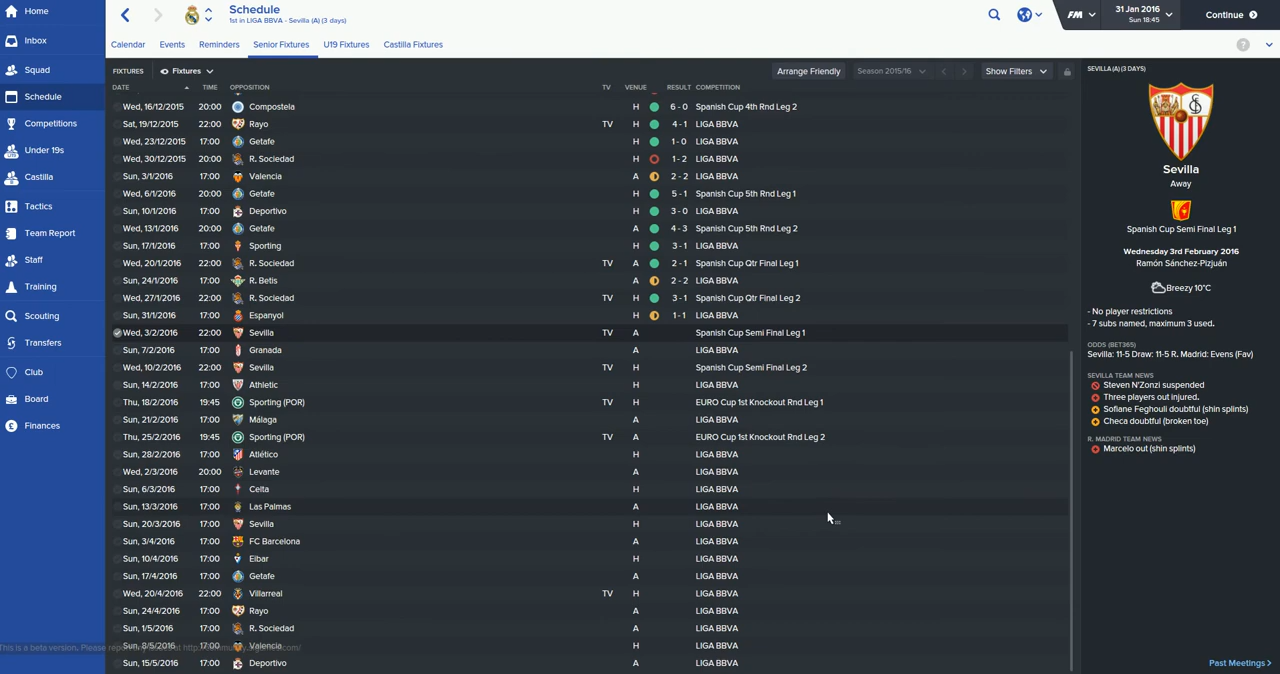 Home
Inbox
Squad
Schedule
Competitions
Under 19s
Castilla
Tactics
Team Report
Staff
Training
Scouting
Transfers
Club
Board
Finances
Schedule
1st in LIGA BBVA - Sevilla (A) (3 days)
FM
31 Jan 2016
Sun 18:45
Continue
Calendar Events Reminders Senior Fixtures U19 Fixtures Castilla Fixtures
FIXTURES Fixtures Arrange Friendly Season 2015/16 Show Filters
DATE TIME OPPOSITION TV VENUE RESULT COMPETITION
Wed, 16/12/2015 20:00 Compostela H 6 - 0 Spanish Cup 4th Rnd Leg 2
Sat, 19/12/2015 22:00 Rayo TV H 4 - 1 LIGA BBVA
Wed, 23/12/2015 17:00 Getafe H 1 - 0 LIGA BBVA
Wed, 30/12/2015 20:00 R. Sociedad H 1 - 2 LIGA BBVA
Sun, 3/1/2016 17:00 Valencia A 2 - 2 LIGA BBVA
Wed, 6/1/2016 20:00 Getafe H 5 - 1 Spanish Cup 5th Rnd Leg 1
Sun, 10/1/2016 17:00 Deportivo H 3 - 0 LIGA BBVA
Wed, 13/1/2016 20:00 Getafe A 4 - 3 Spanish Cup 5th Rnd Leg 2
Sun, 17/1/2016 17:00 Sporting H 3 - 1 LIGA BBVA
Wed, 20/1/2016 22:00 R. Sociedad TV A 2 - 1 Spanish Cup Qtr Final Leg 1
Sun, 24/1/2016 17:00 R. Betis A 2 - 2 LIGA BBVA
Wed, 27/1/2016 22:00 R. Sociedad TV H 3 - 1 Spanish Cup Qtr Final Leg 2
Sun, 31/1/2016 17:00 Espanyol H 1 - 1 LIGA BBVA
Wed, 3/2/2016 22:00 Sevilla TV A Spanish Cup Semi Final Leg 1
Sun, 7/2/2016 17:00 Granada A LIGA BBVA
Wed, 10/2/2016 22:00 Sevilla TV H Spanish Cup Semi Final Leg 2
Sun, 14/2/2016 17:00 Athletic H LIGA BBVA
Thu, 18/2/2016 19:45 Sporting (POR) TV H EURO Cup 1st Knockout Rnd Leg 1
Sun, 21/2/2016 17:00 Málaga A LIGA BBVA
Thu, 25/2/2016 19:45 Sporting (POR) TV A EURO Cup 1st Knockout Rnd Leg 2
Sun, 28/2/2016 17:00 Atlético H LIGA BBVA
Wed, 2/3/2016 20:00 Levante A LIGA BBVA
Sun, 6/3/2016 17:00 Celta H LIGA BBVA
Sun, 13/3/2016 17:00 Las Palmas A LIGA BBVA
Sun, 20/3/2016 17:00 Sevilla H LIGA BBVA
Sun, 3/4/2016 17:00 FC Barcelona A LIGA BBVA
Sun, 10/4/2016 17:00 Eibar H LIGA BBVA
Sun, 17/4/2016 17:00 Getafe A LIGA BBVA
Wed, 20/4/2016 22:00 Villarreal TV H LIGA BBVA
Sun, 24/4/2016 17:00 Rayo A LIGA BBVA
Sun, 1/5/2016 17:00 R. Sociedad A LIGA BBVA
Sun, 8/5/2016 17:00 Valencia H LIGA BBVA
Sun, 15/5/2016 17:00 Deportivo A LIGA BBVA
This is a beta version. Please
SEVILLA (A) (3 DAYS)
Sevilla
Away
Spanish Cup Semi Final Leg 1
Wednesday 3rd February 2016
Ramón Sánchez-Pizjuán
Breezy 10°C
- No player restrictions
- 7 subs named, maximum 3 used.
ODDS (BET365)
Sevilla: 11-5 Draw: 11-5 R. Madrid: Evens (Fav)
SEVILLA TEAM NEWS
Steven N'Zonzi suspended
Three players out injured.
Sofiane Feghouli doubtful (shin splints)
Checa doubtful (broken toe)
R. MADRID TEAM NEWS
Marcelo out (shin splints)
Past Meetings >